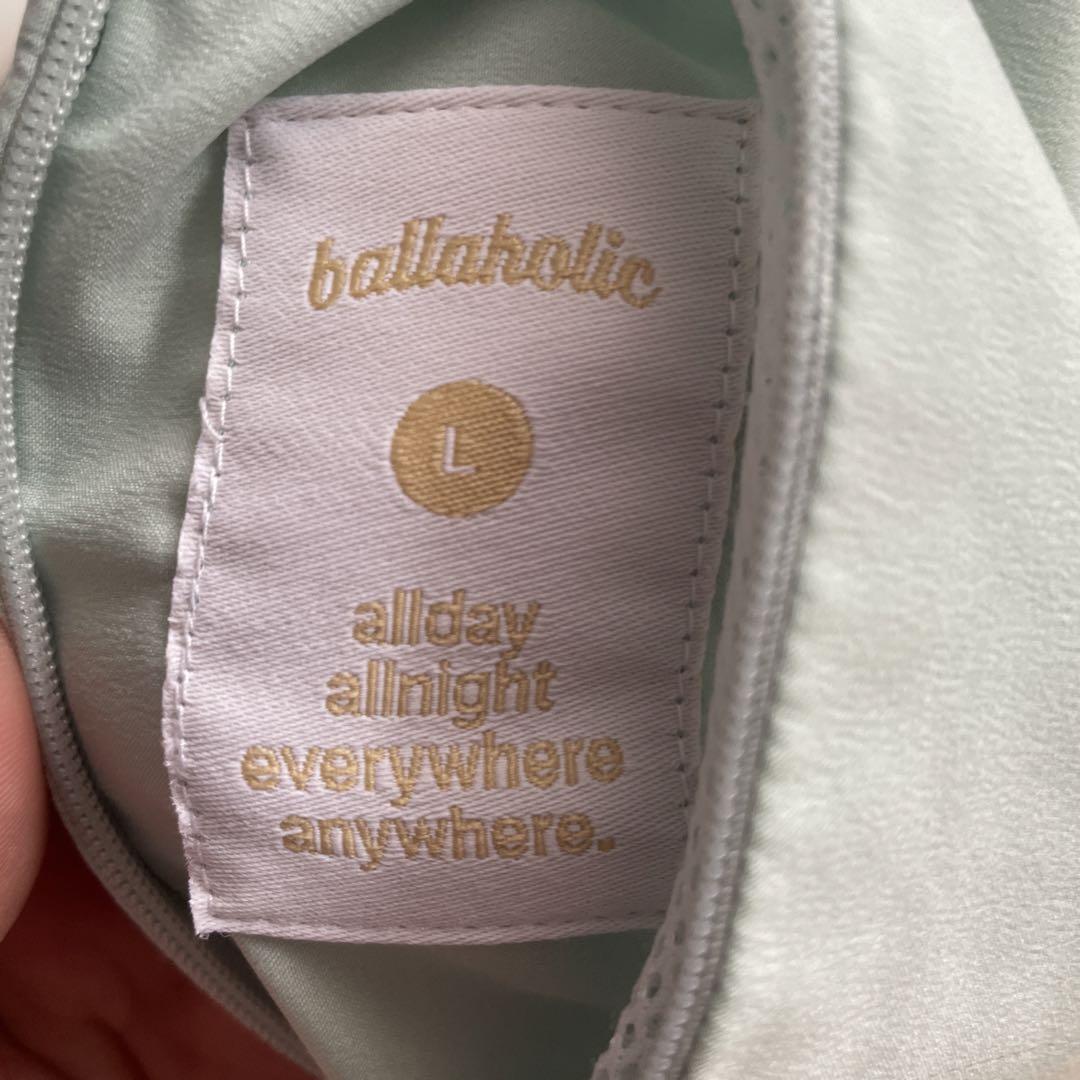 ballaholic
L
allday
allnight
everywhere
anywhere.